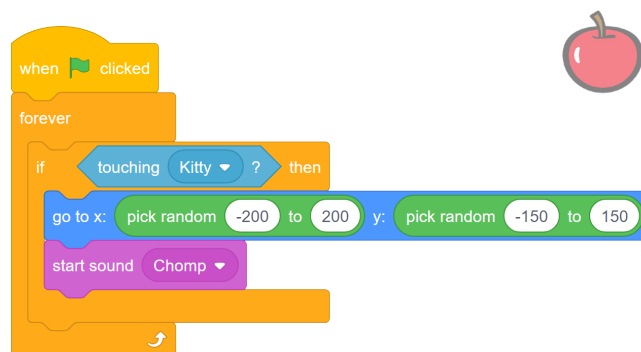 when clicked
forever
if touching Kitty ? then
go to x: pick random -200 to 200 y: pick random -150 to 150
start sound Chomp